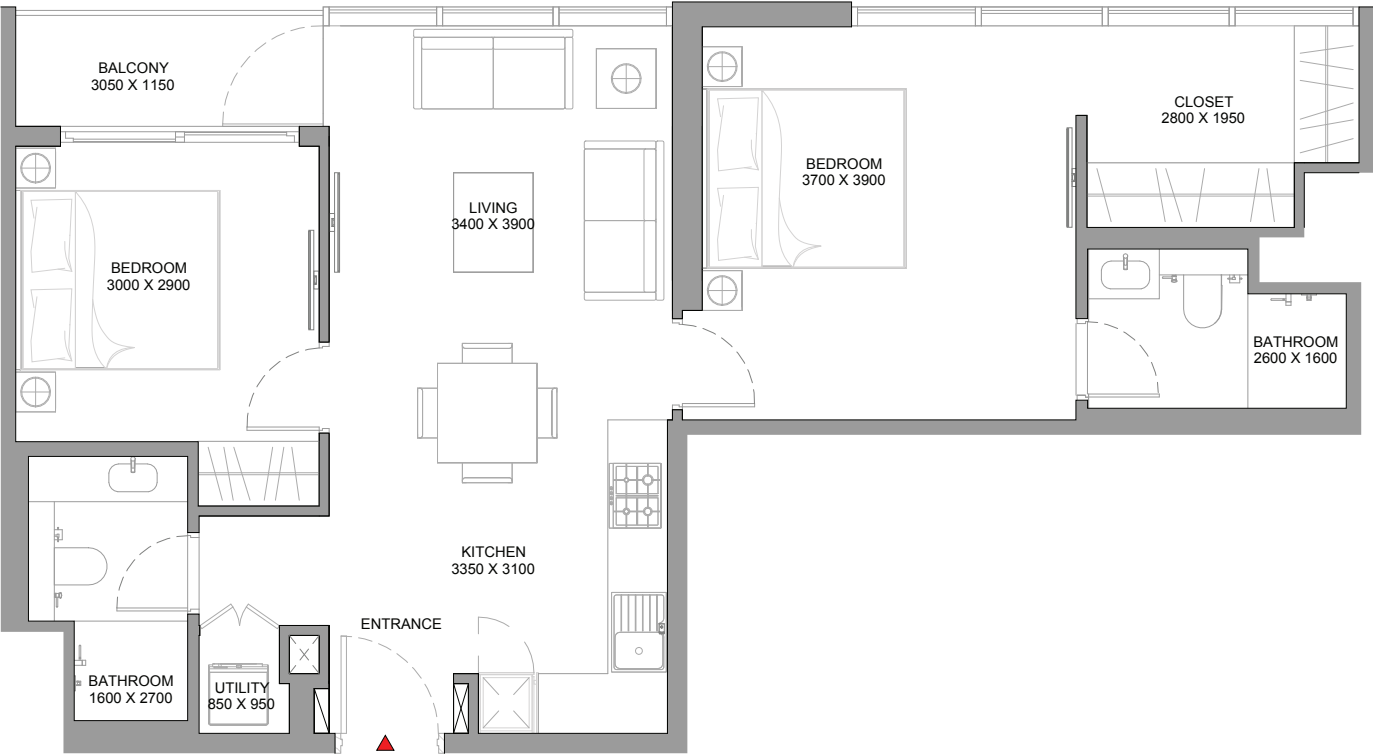 BALCONY
3050 X 1150
CLOSET
2800 X 1950
BEDROOM
3700 X 3900
LIVING
3400 X 3900
BEDROOM
3000 X 2900
BATHROOM
2600 X 1600
KITCHEN
3350 X 3100
ENTRANCE
BATHROOM
1600 X 2700
UTILITY
850 X 950